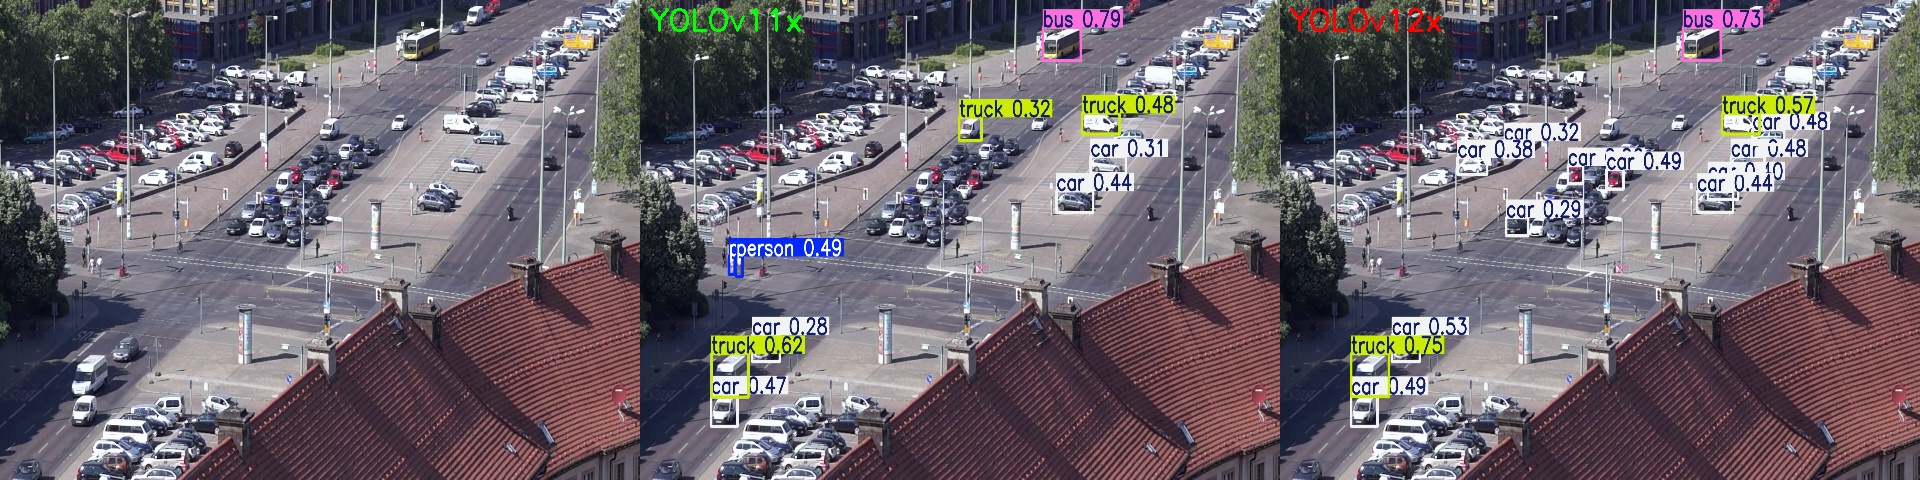 YOLOv11x
bus 0.79
truck 0.32
truck 0.48
car 0.31
car 0.44
person 0.49
car 0.28
truck 0.62
car 0.47
YOLOv12x
bus 0.73
truck 0.57
car 0.48
car 0.32
car 0.38
car
car 0.49
car 0.48
car 0.44
car 0.29
car 0.53
truck 0.75
car 0.49